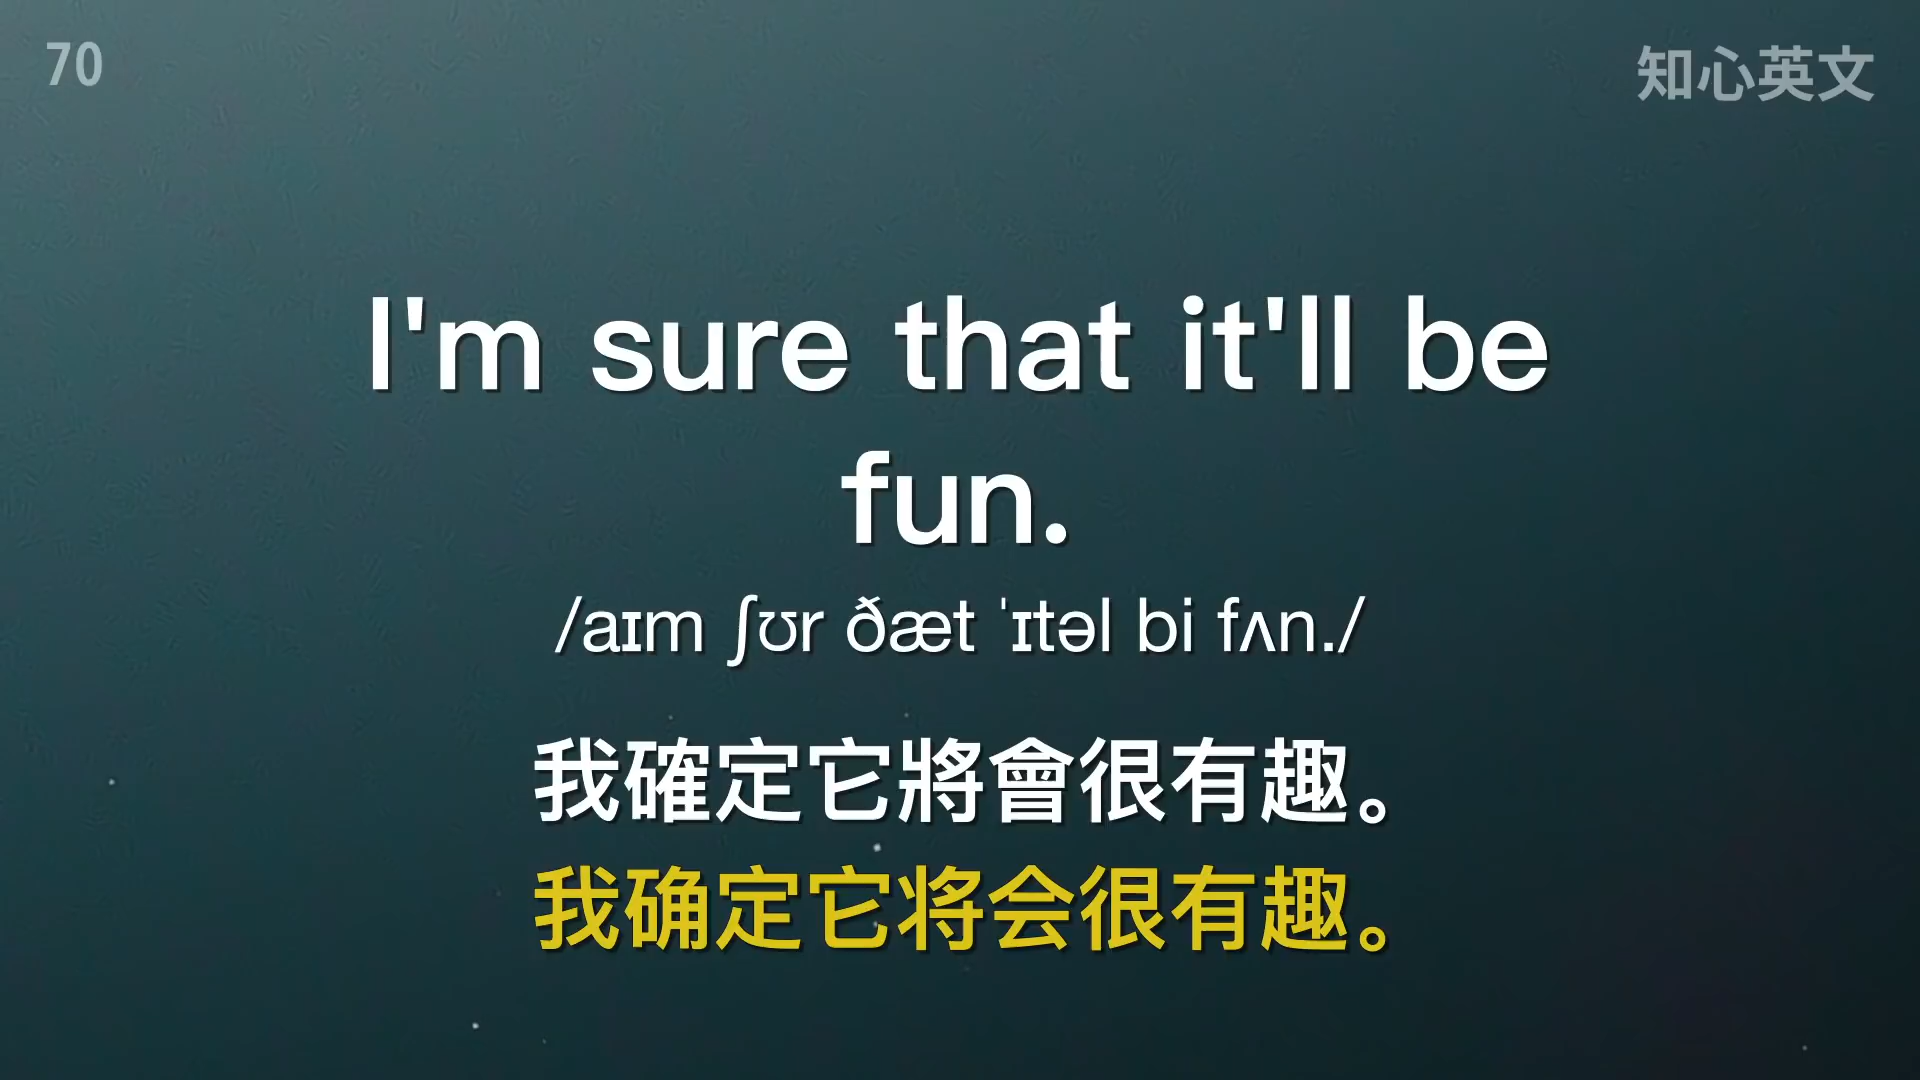 70
知心英文
I'm sure that it'll be
fun.
/aɪm ʃʊr ðæt ˈɪtəl bi fʌn./
我確定它將會很有趣。
我确定它将会很有趣。